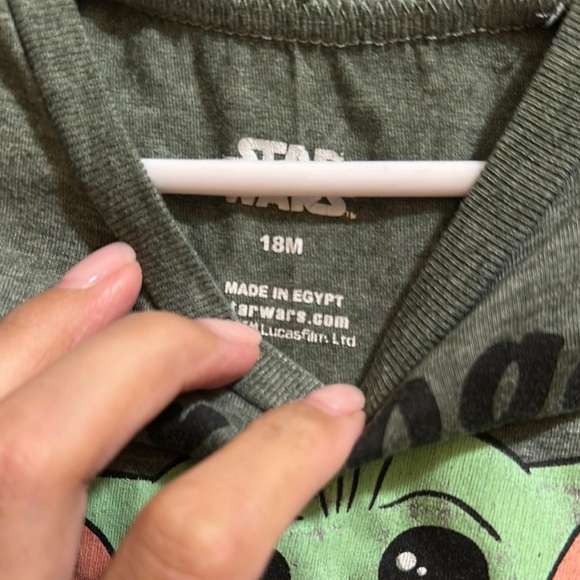 STAR
WARS
18M
MADE IN EGYPT
tarwars.com
Lucasfilm Ltd